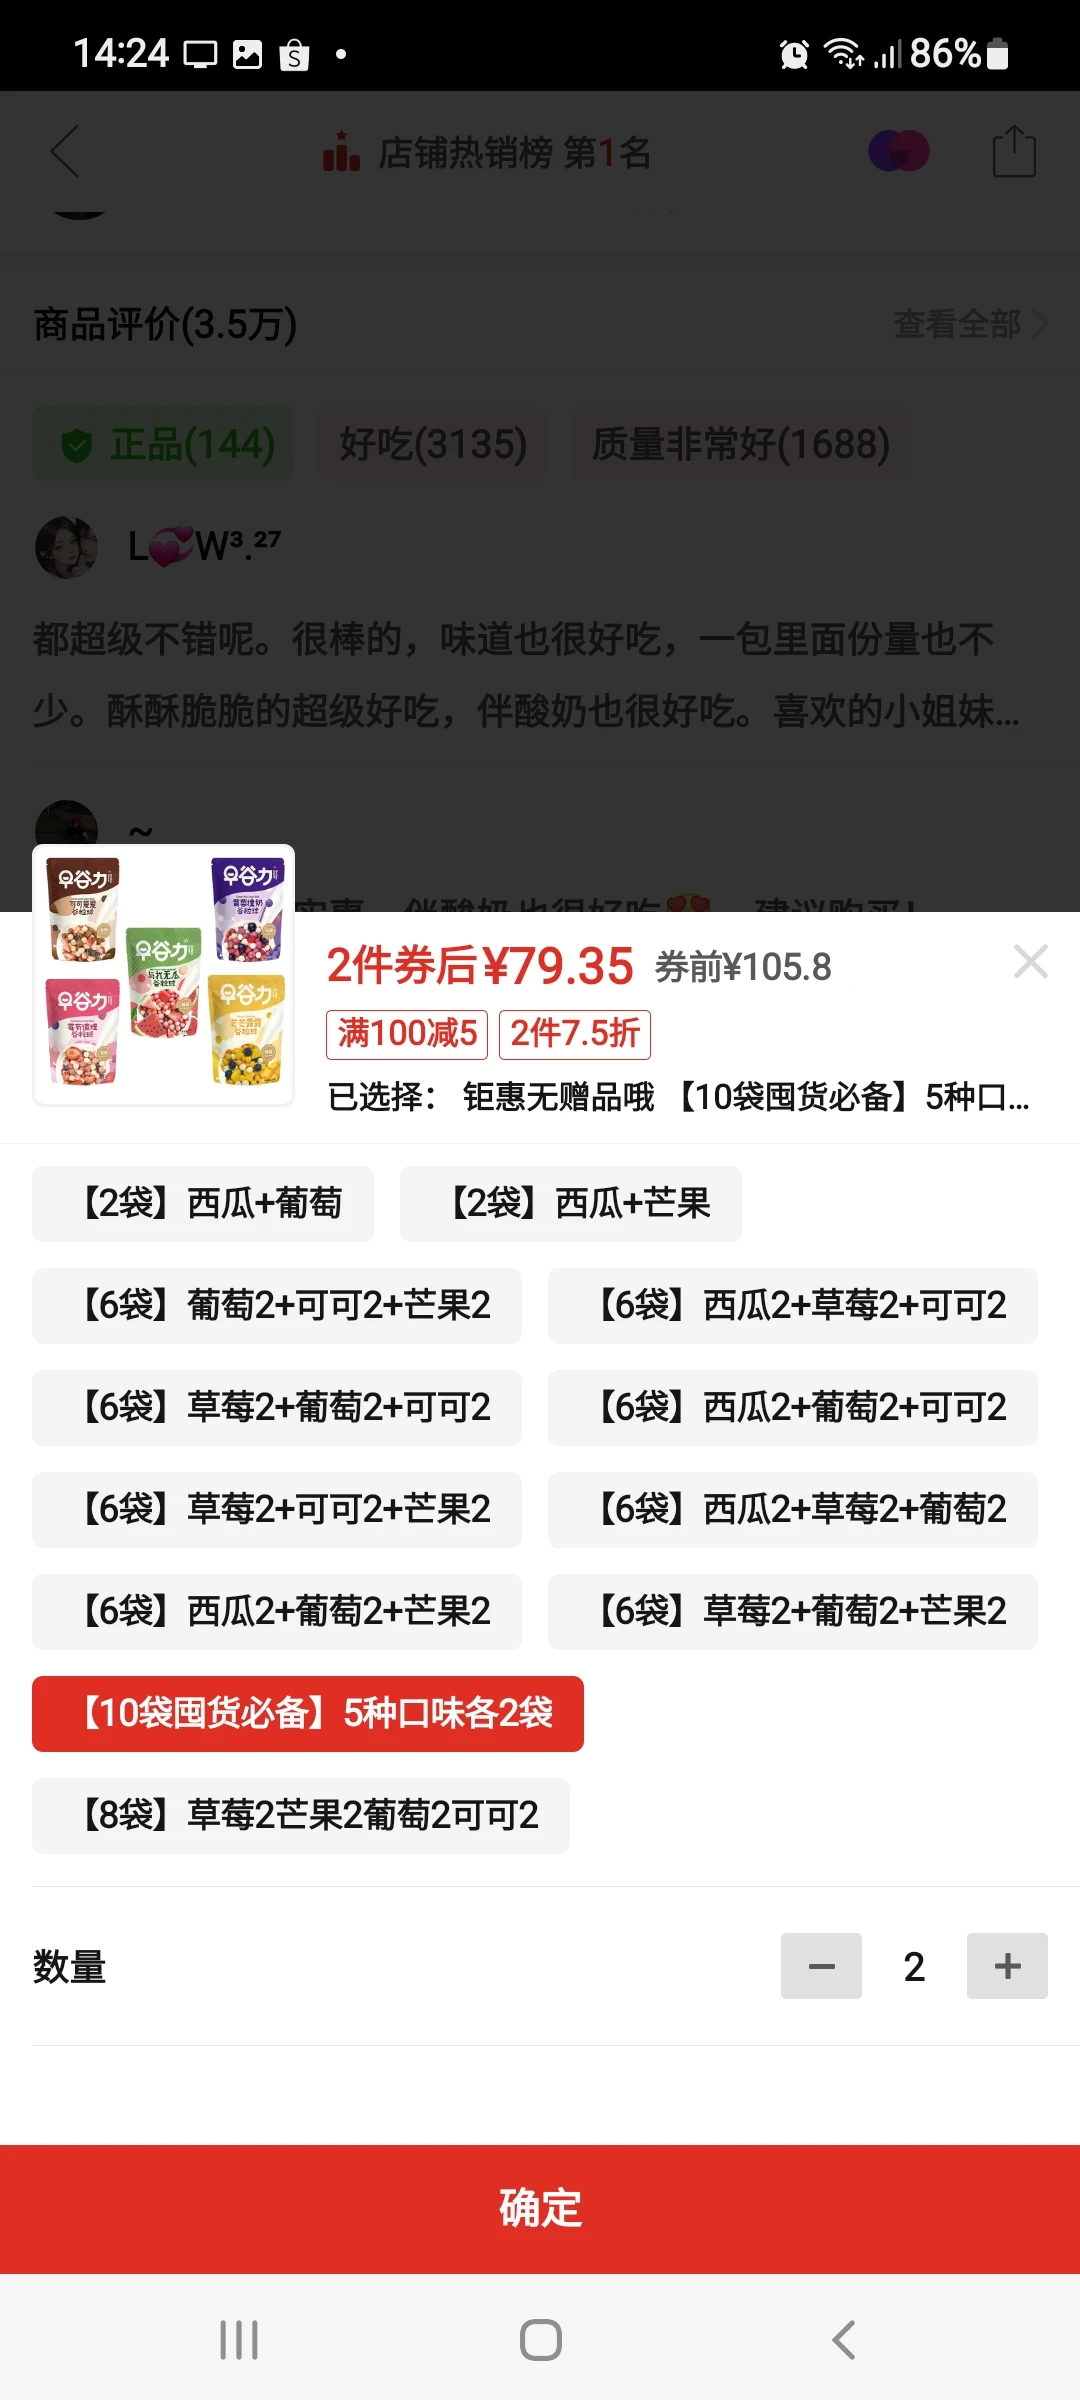 14:24
86%
店铺热销榜 第1名
商品评价(3.5万)
查看全部
正品(144)
好吃(3135)
质量非常好(1688)
L💞W³.²⁷
都超级不错呢。很棒的，味道也很好吃，一包里面份量也不
少。酥酥脆脆的超级好吃，伴酸奶也很好吃。喜欢的小姐妹...
~
早谷力
早谷力
早谷力
早谷力
早谷力
2件券后¥79.35 券前¥105.8
满100减5
2件7.5折
已选择： 钜惠无赠品哦 【10袋囤货必备】5种口...
【2袋】西瓜+葡萄
【2袋】西瓜+芒果
【6袋】葡萄2+可可2+芒果2
【6袋】西瓜2+草莓2+可可2
【6袋】草莓2+葡萄2+可可2
【6袋】西瓜2+葡萄2+可可2
【6袋】草莓2+可可2+芒果2
【6袋】西瓜2+草莓2+葡萄2
【6袋】西瓜2+葡萄2+芒果2
【6袋】草莓2+葡萄2+芒果2
【10袋囤货必备】5种口味各2袋
【8袋】草莓2芒果2葡萄2可可2
数量
2
确定